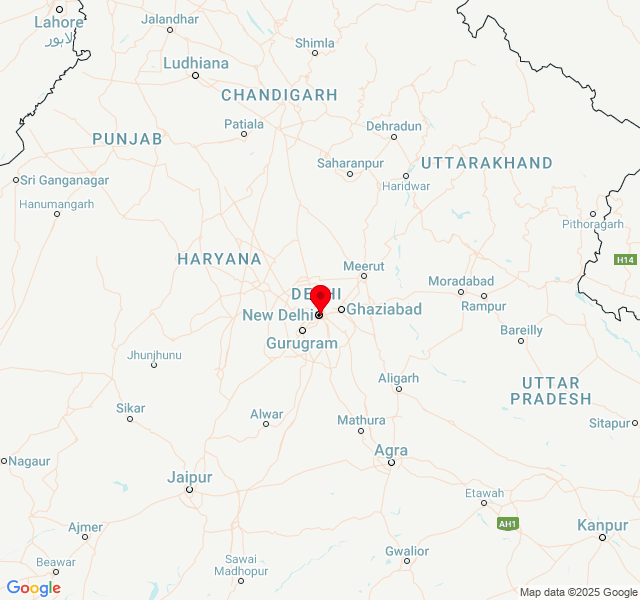 Lahore
لاہور
Jalandhar
Shimla
Ludhiana
CHANDIGARH
Patiala
PUNJAB
Dehradun
Saharanpur
UTTARAKHAND
Haridwar
Sri Ganganagar
Hanumangarh
Pithoragarh
HARYANA
H14
Meerut
Moradabad
Rampur
DELHI
New Delhi
Ghaziabad
Gurugram
Bareilly
Jhunjhunu
Aligarh
UTTAR
PRADESH
Sikar
Alwar
Mathura
Sitapur
Nagaur
Agra
Jaipur
Etawah
AH1
Ajmer
Kanpur
Gwalior
Beawar
Sawai
Madhopur
Google
Map data ©2025 Google